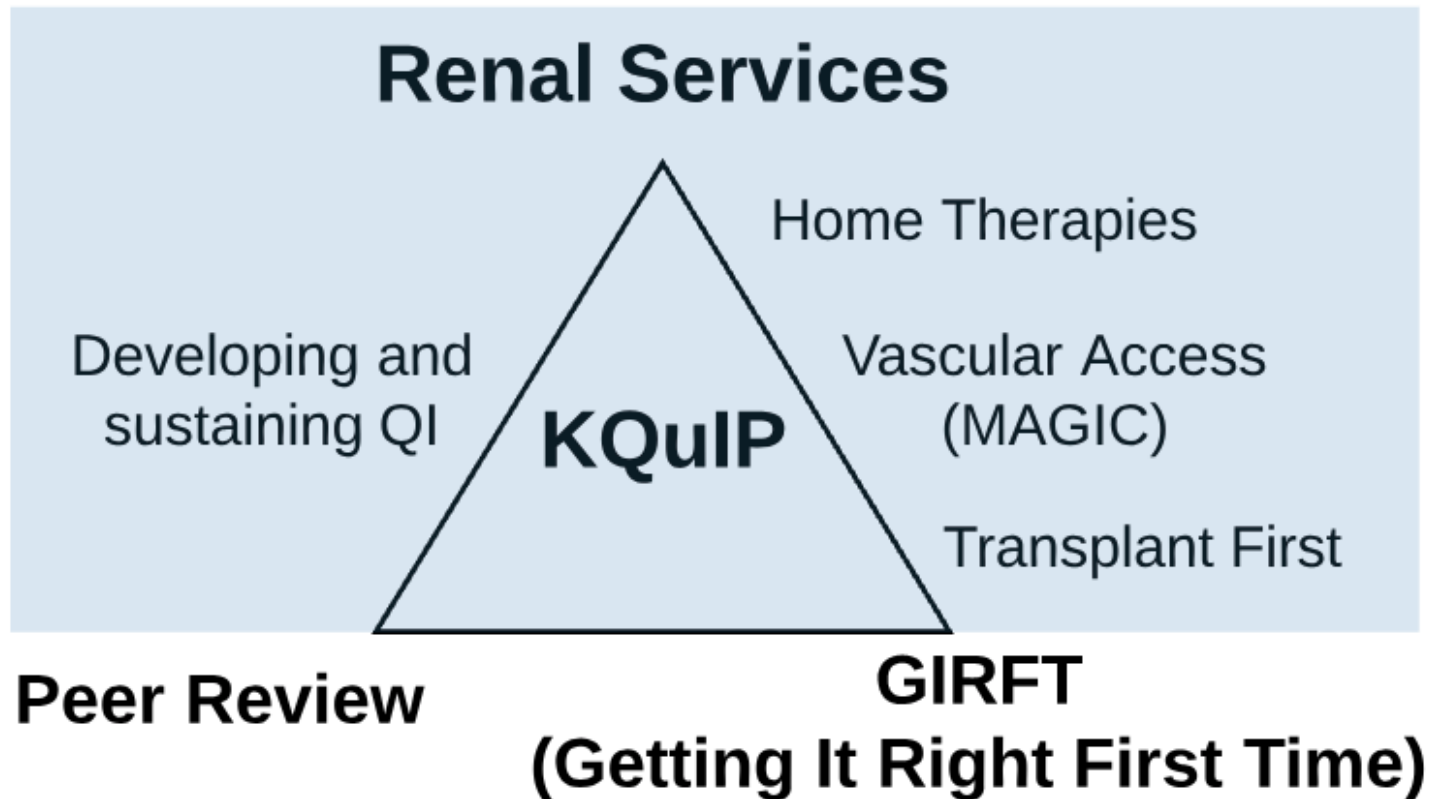 Renal Services
Home Therapies
Developing and
sustaining QI
Vascular Access
(MAGIC)
KQuIP
Transplant First
Peer Review
GIRFT
(Getting It Right First Time)